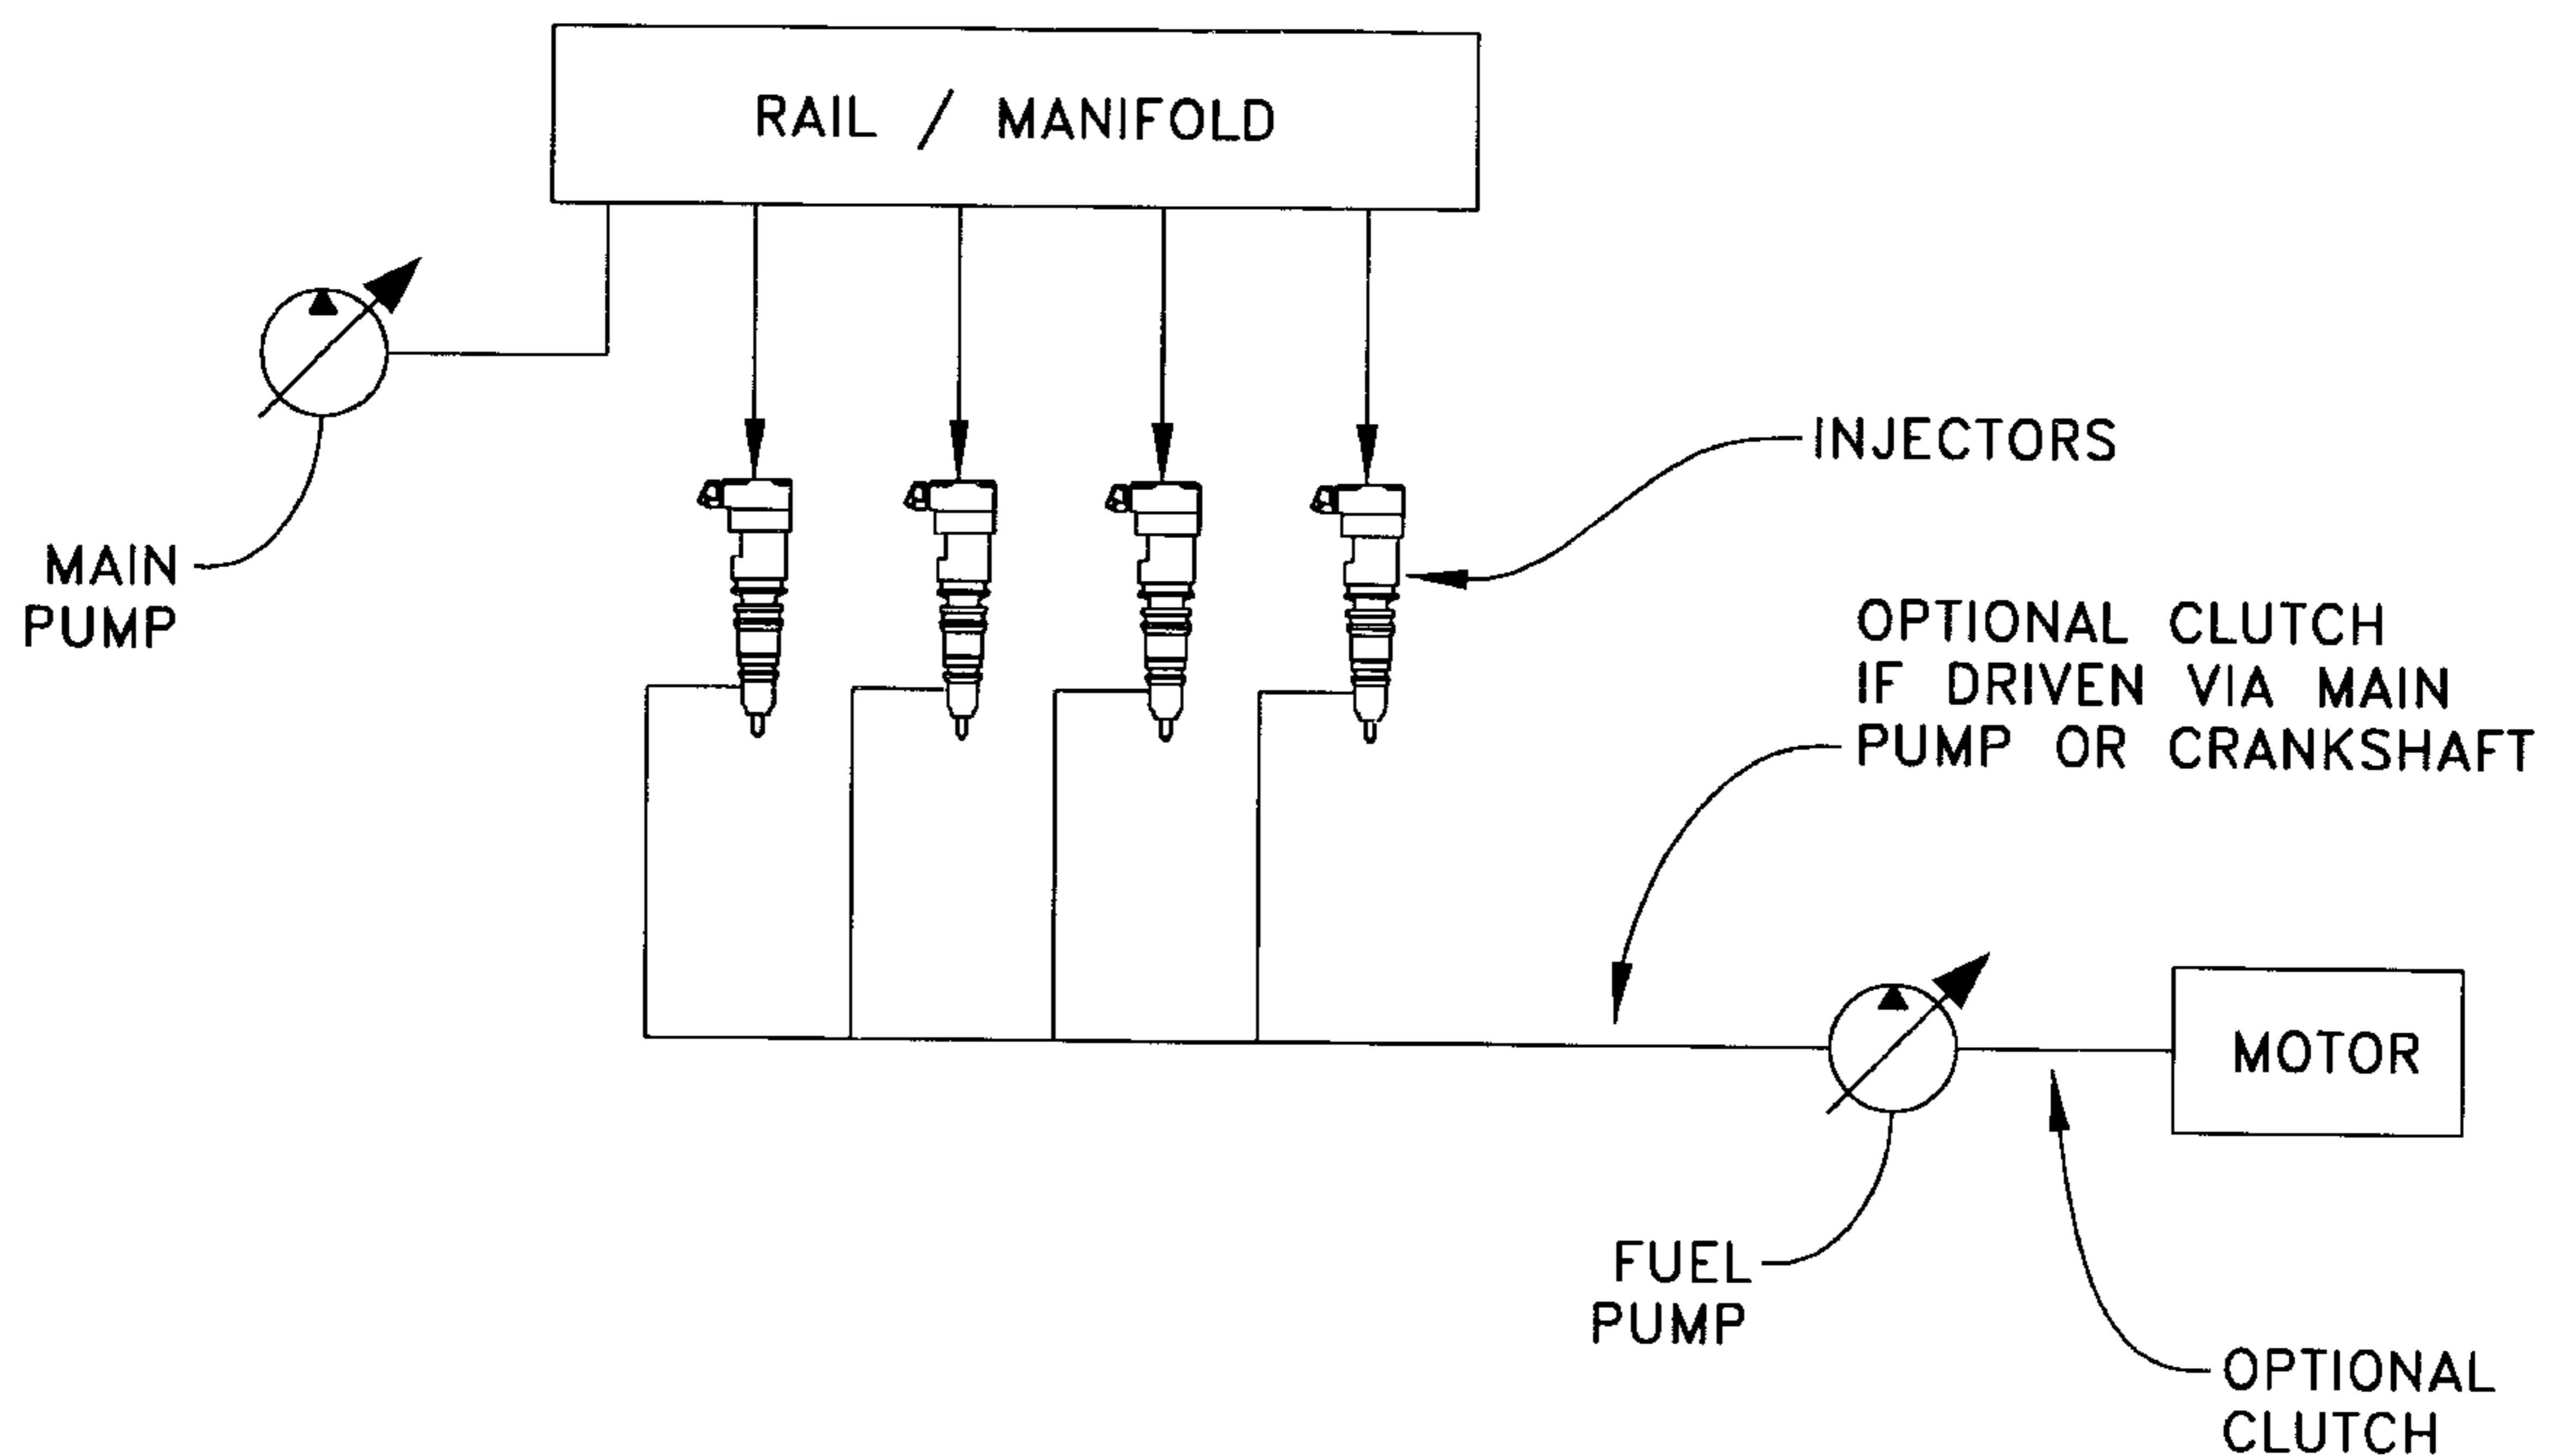 RAIL / MANIFOLD
INJECTORS
MAIN
PUMP
OPTIONAL CLUTCH
IF DRIVEN VIA MAIN
PUMP OR CRANKSHAFT
MOTOR
FUEL
PUMP
OPTIONAL
CLUTCH